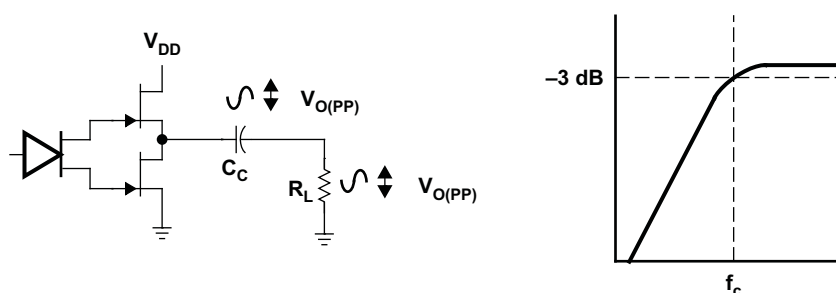 V_DD
V_O(PP)
C_C
R_L
V_O(PP)
–3 dB
f_c